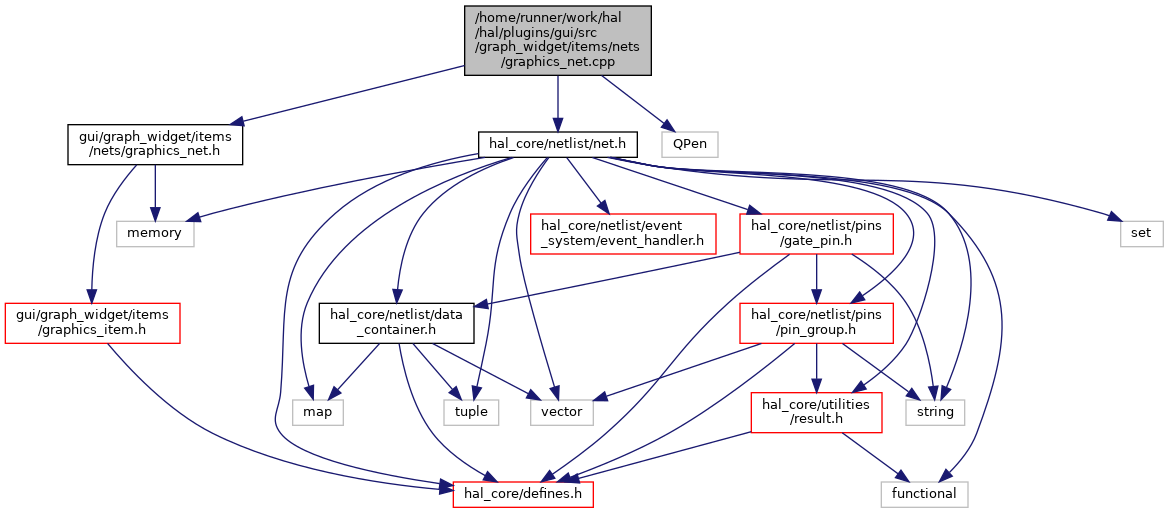 /home/runner/work/hal
/hal/plugins/gui/src
/graph_widget/items/nets
/graphics_net.cpp
gui/graph_widget/items
/nets/graphics_net.h
hal_core/netlist/net.h
QPen
memory
hal_core/netlist/event
_system/event_handler.h
hal_core/netlist/pins
/gate_pin.h
set
gui/graph_widget/items
/graphics_item.h
hal_core/netlist/data
_container.h
hal_core/netlist/pins
/pin_group.h
map
tuple
vector
hal_core/utilities
/result.h
string
hal_core/defines.h
functional